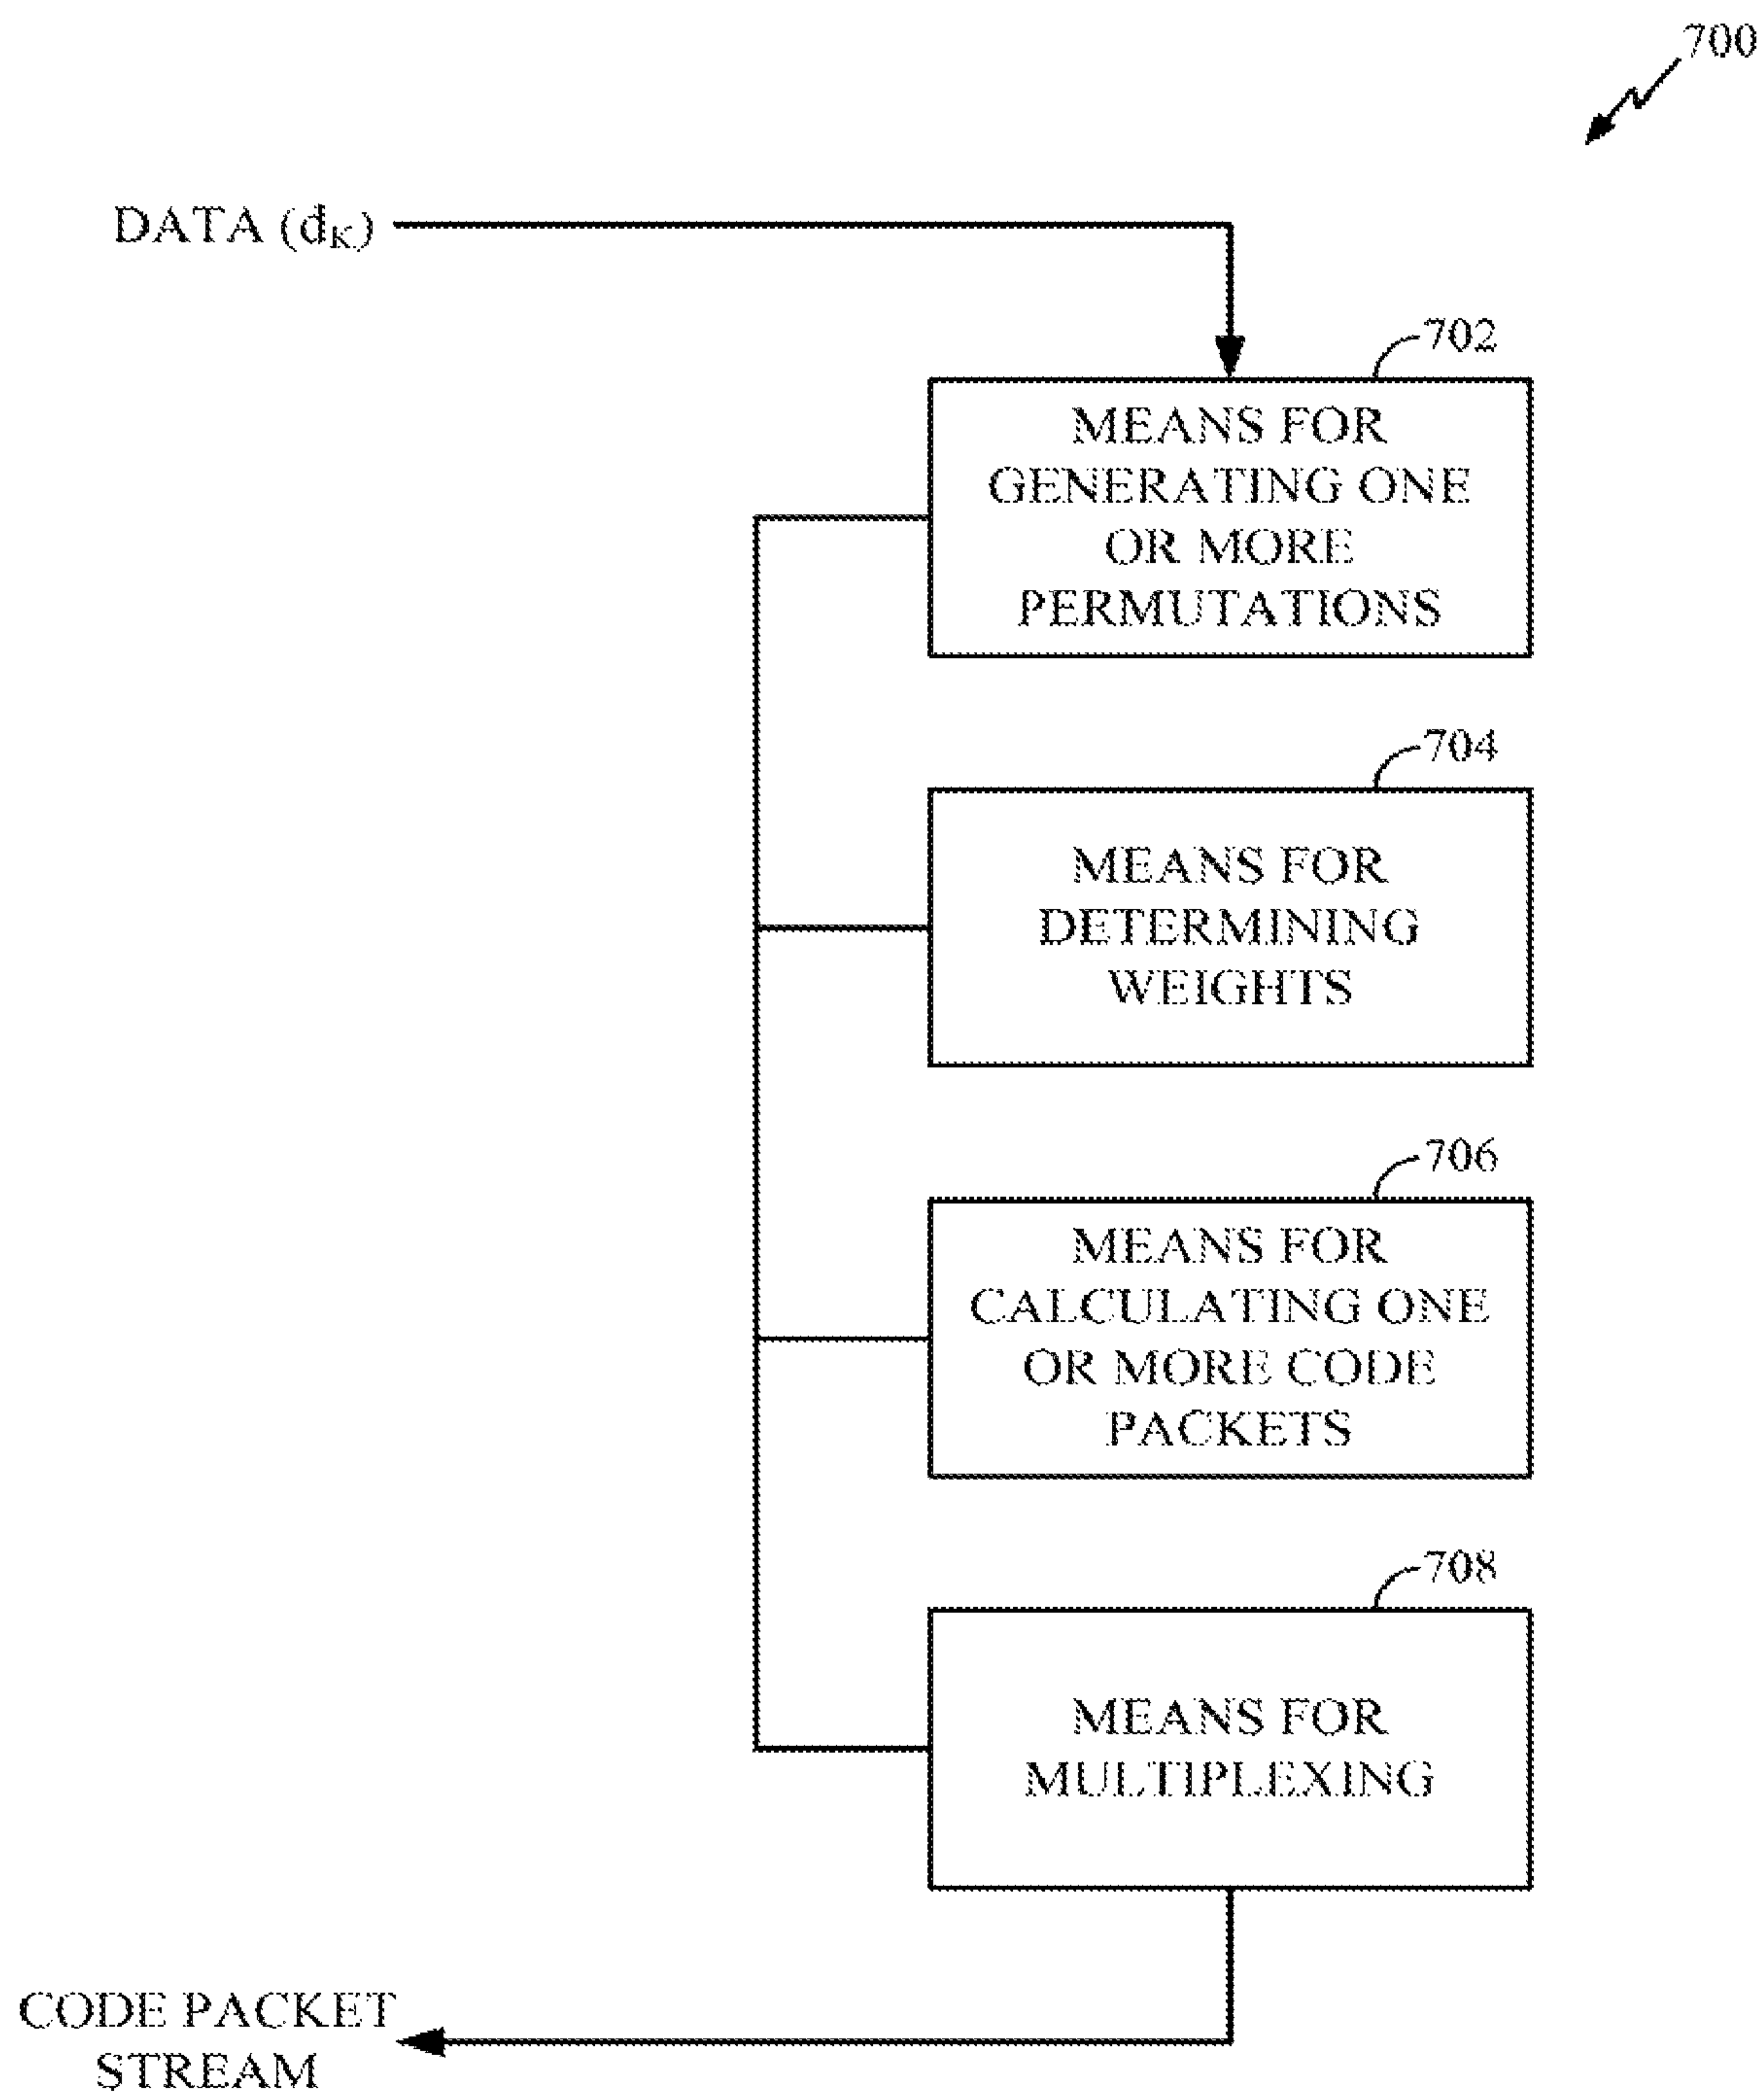 700
DATA (dK)
702
MEANS FOR
GENERATING ONE
OR MORE
PERMUTATIONS
704
MEANS FOR
DETERMINING
WEIGHTS
706
MEANS FOR
CALCULATING ONE
OR MORE CODE
PACKETS
708
MEANS FOR
MULTIPLEXING
CODE PACKET
STREAM